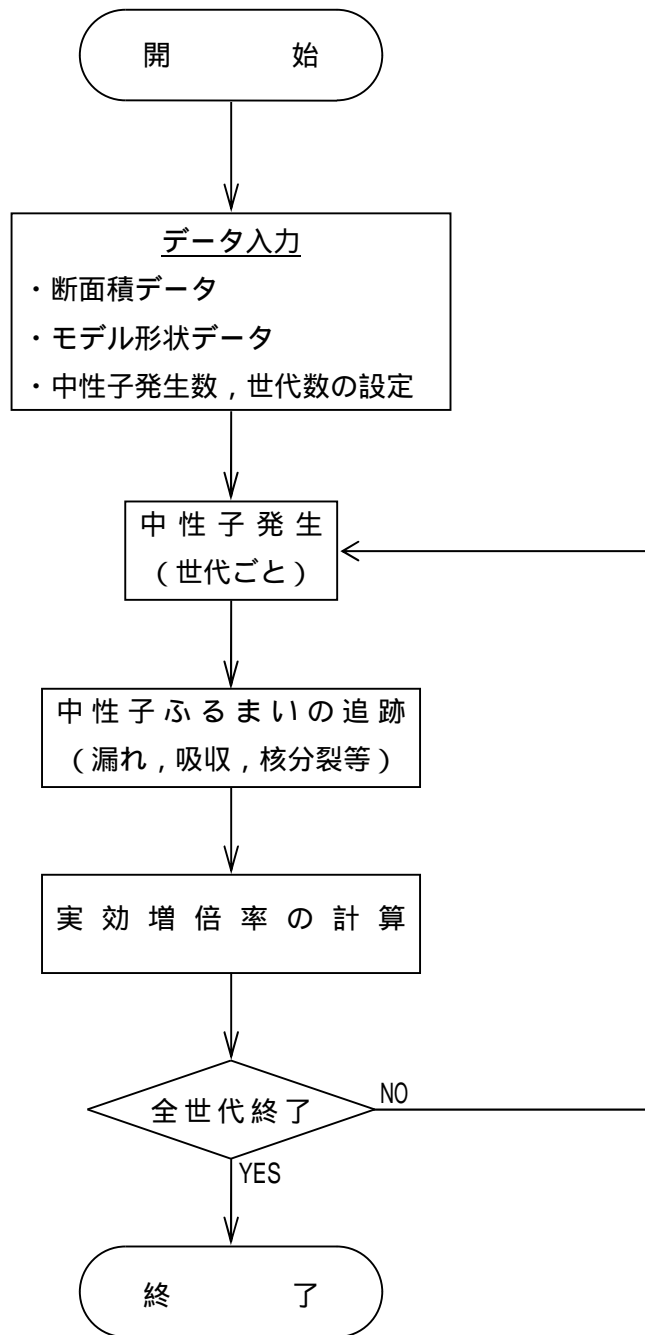 開始
データ入力
・断面積データ
・モデル形状データ
・中性子発生数，世代数の設定
中性子発生
（世代ごと）
中性子ふるまいの追跡
（漏れ，吸収，核分裂等）
実効増倍率の計算
全世代終了
NO
YES
終了